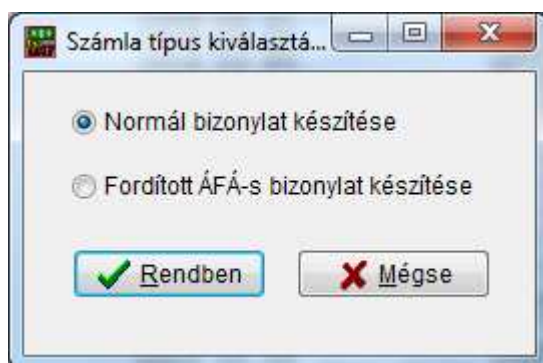 Számla típus kiválasztá...
Normál bizonylat készítése
Fordított ÁFÁ-s bizonylat készítése
Rendben Mégse